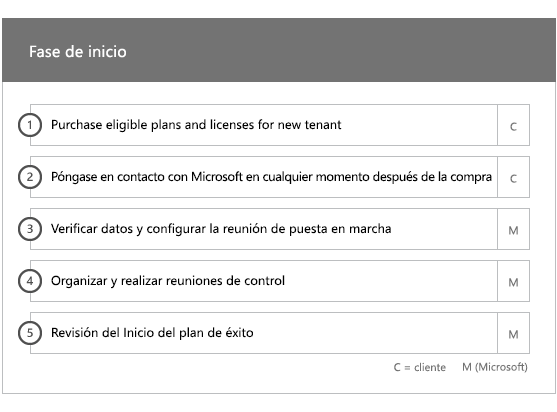 Fase de inicio
1 Purchase eligible plans and licenses for new tenant C
2 Póngase en contacto con Microsoft en cualquier momento después de la compra C
3 Verificar datos y configurar la reunión de puesta en marcha M
4 Organizar y realizar reuniones de control M
5 Revisión del Inicio del plan de éxito M
C = cliente M (Microsoft)